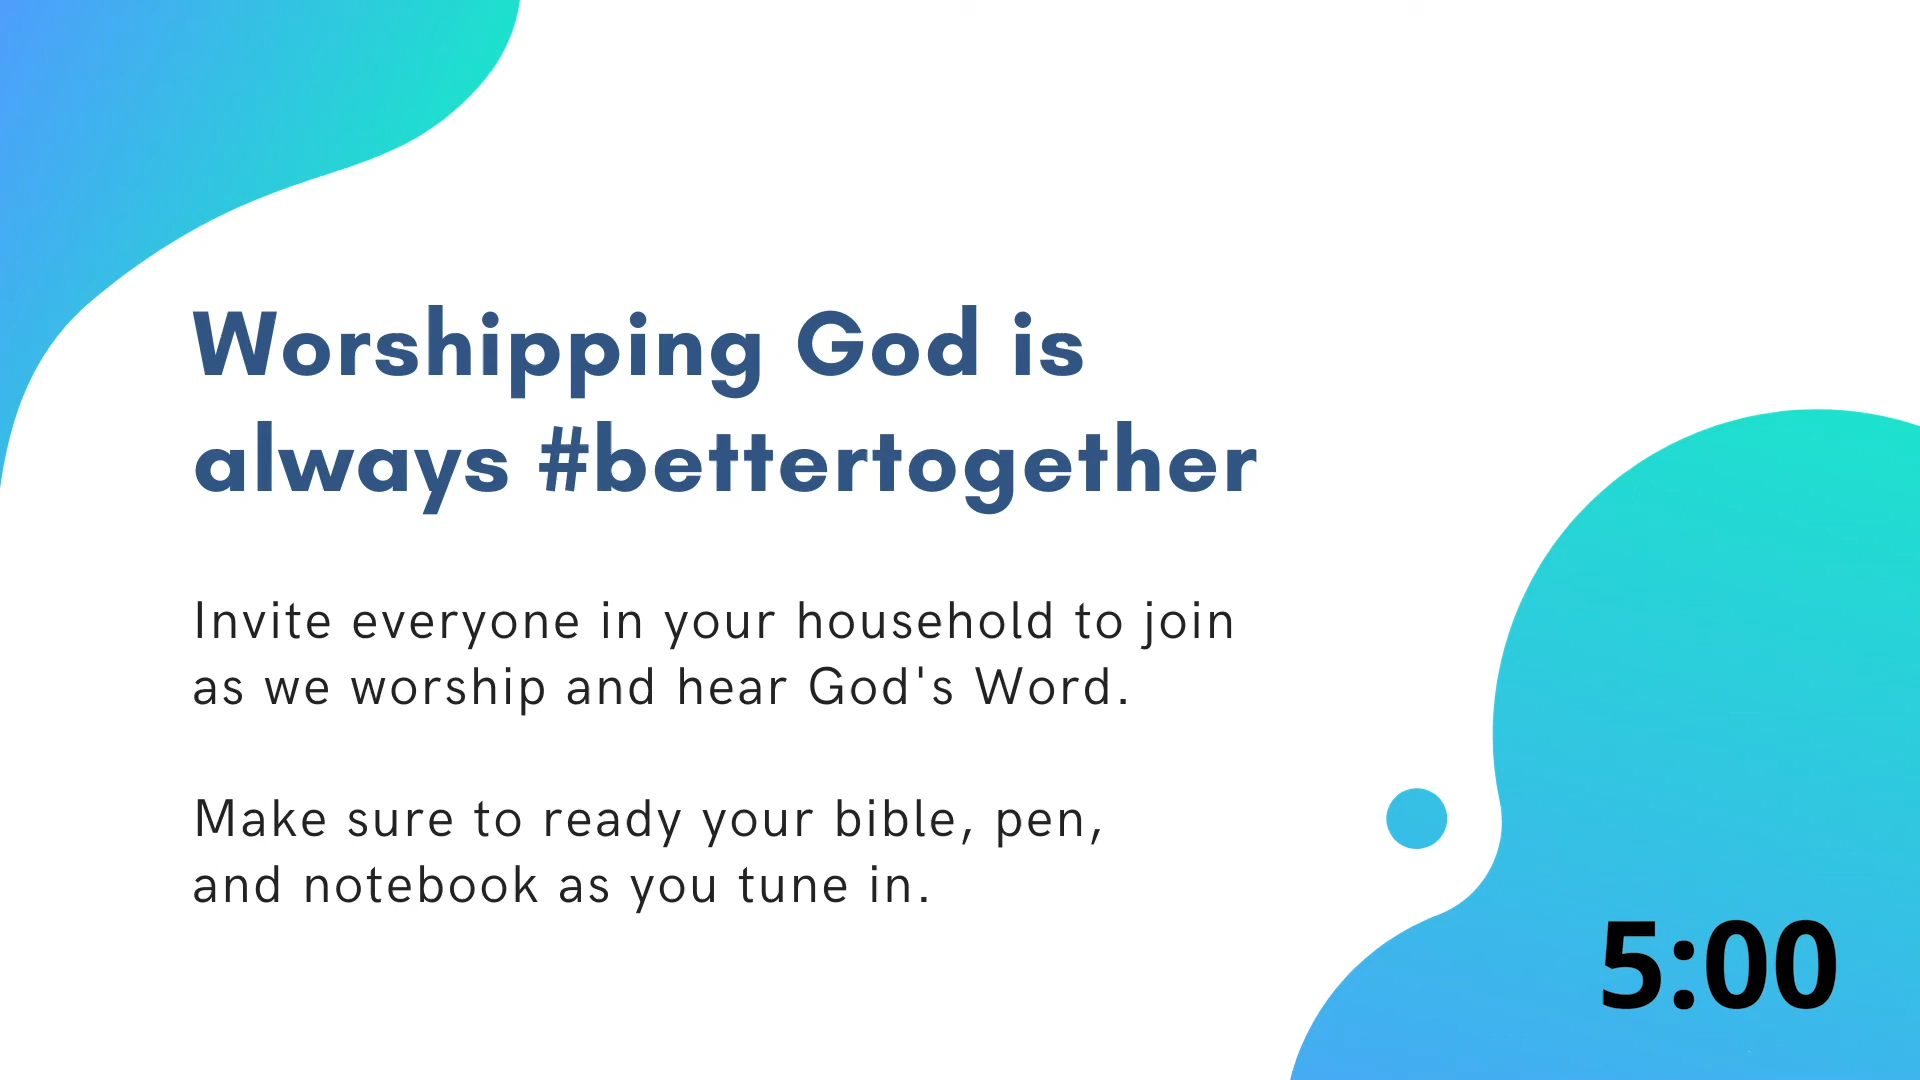 Worshipping God is
always #bettertogether
Invite everyone in your household to join
as we worship and hear God's Word.
Make sure to ready your bible, pen,
and notebook as you tune in.
5:00